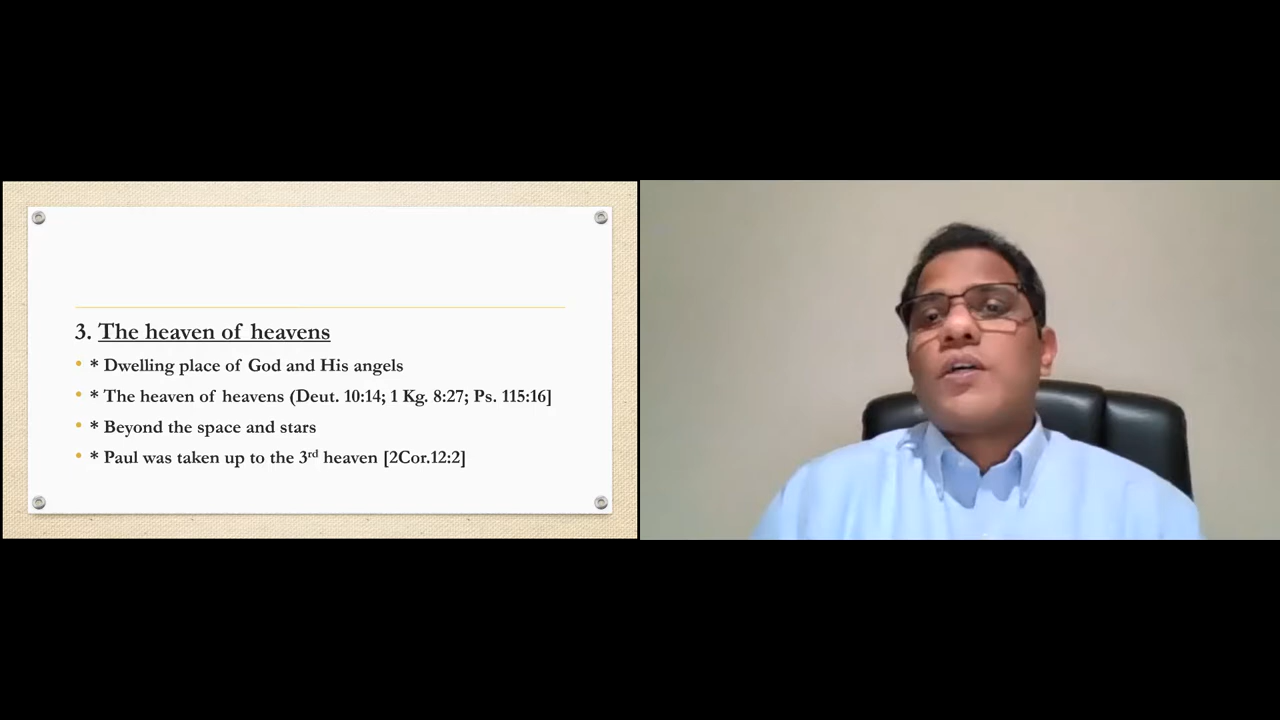 3. The heaven of heavens
• * Dwelling place of God and His angels
• * The heaven of heavens (Deut. 10:14; 1 Kg. 8:27; Ps. 115:16]
• * Beyond the space and stars
• * Paul was taken up to the 3rd heaven [2Cor.12:2]